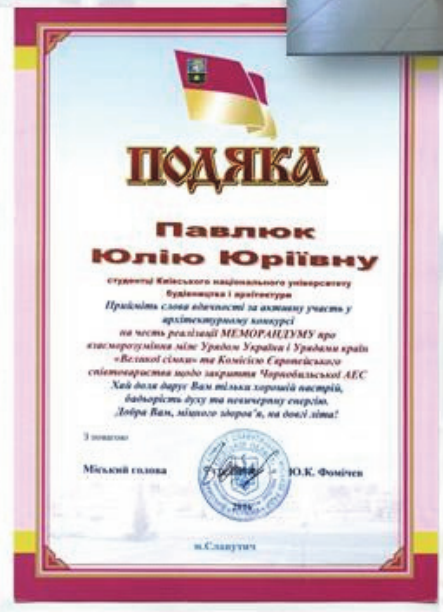 ПОДЯКА
Павлюк
Юлію Юріївну
студентці Київського національного університету
будівництва і архітектури
Прийміть слова вдячності за активну участь у
архітектурному конкурсі
на честь реалізації МЕМОРАНДУМУ про
взаєморозуміння між Урядом України і Урядами країн
«Великої сімки» та Комісією Європейського
співтовариства щодо закриття Чорнобильської АЕС
Хай доля дарує Вам тільки хороший настрій,
бадьорість духу та невичерпну енергію.
Добра Вам, міцного здоров'я, на довгі літа!
З повагою
Міський голова Ю.К. Фомічев
м.Славутич